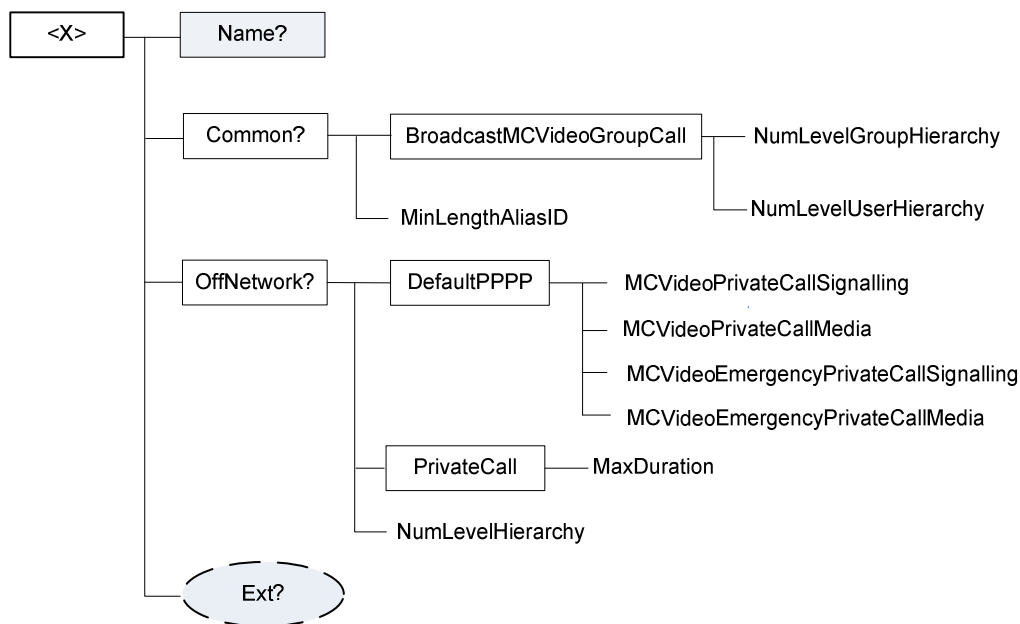 <X>
Name?
Common?
BroadcastMCVideoGroupCall
NumLevelGroupHierarchy
NumLevelUserHierarchy
MinLengthAliasID
OffNetwork?
DefaultPPPP
MCVideoPrivateCallSignalling
MCVideoPrivateCallMedia
MCVideoEmergencyPrivateCallSignalling
MCVideoEmergencyPrivateCallMedia
PrivateCall
MaxDuration
NumLevelHierarchy
Ext?